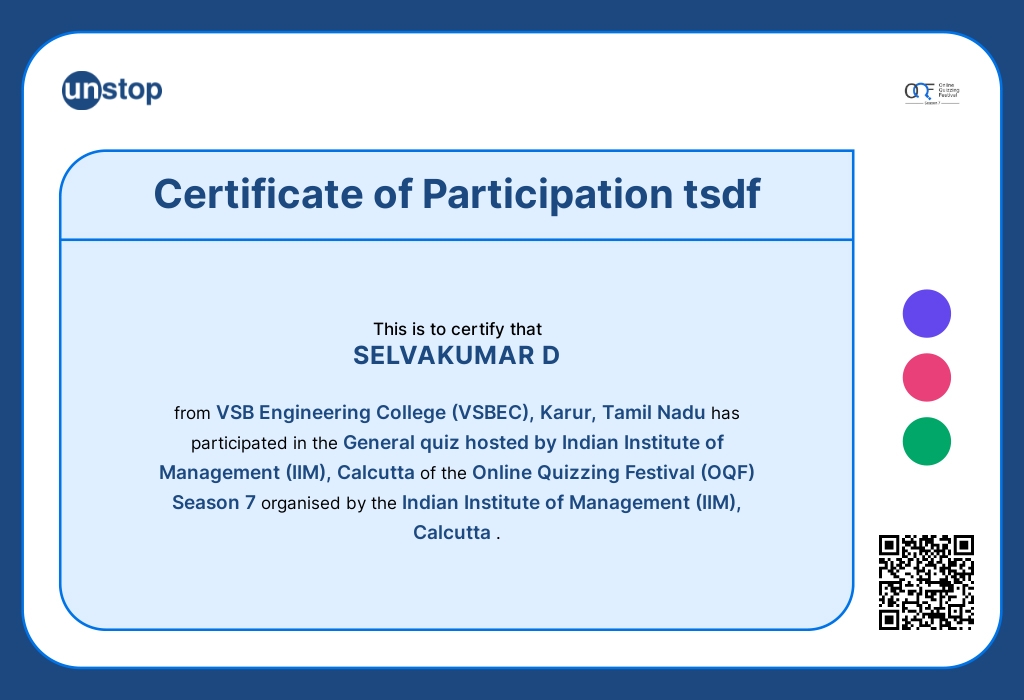 unstop
OQF
Online
Quizzing
Festival
Season 7
Certificate of Participation tsdf
This is to certify that
SELVAKUMAR D
from VSB Engineering College (VSBEC), Karur, Tamil Nadu has
participated in the General quiz hosted by Indian Institute of
Management (IIM), Calcutta of the Online Quizzing Festival (OQF)
Season 7 organised by the Indian Institute of Management (IIM),
Calcutta .